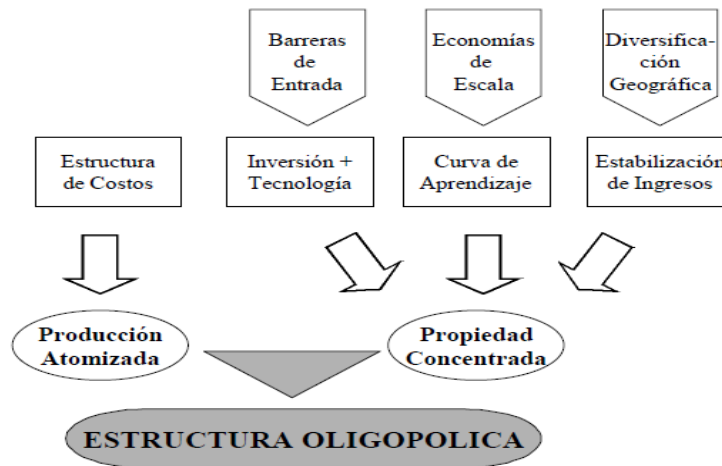 Barreras
de
Entrada
Economías
de
Escala
Diversifica-
ción
Geográfica
Estructura
de Costos
Inversión +
Tecnología
Curva de
Aprendizaje
Estabilización
de Ingresos
Producción
Atomizada
Propiedad
Concentrada
ESTRUCTURA OLIGOPOLICA